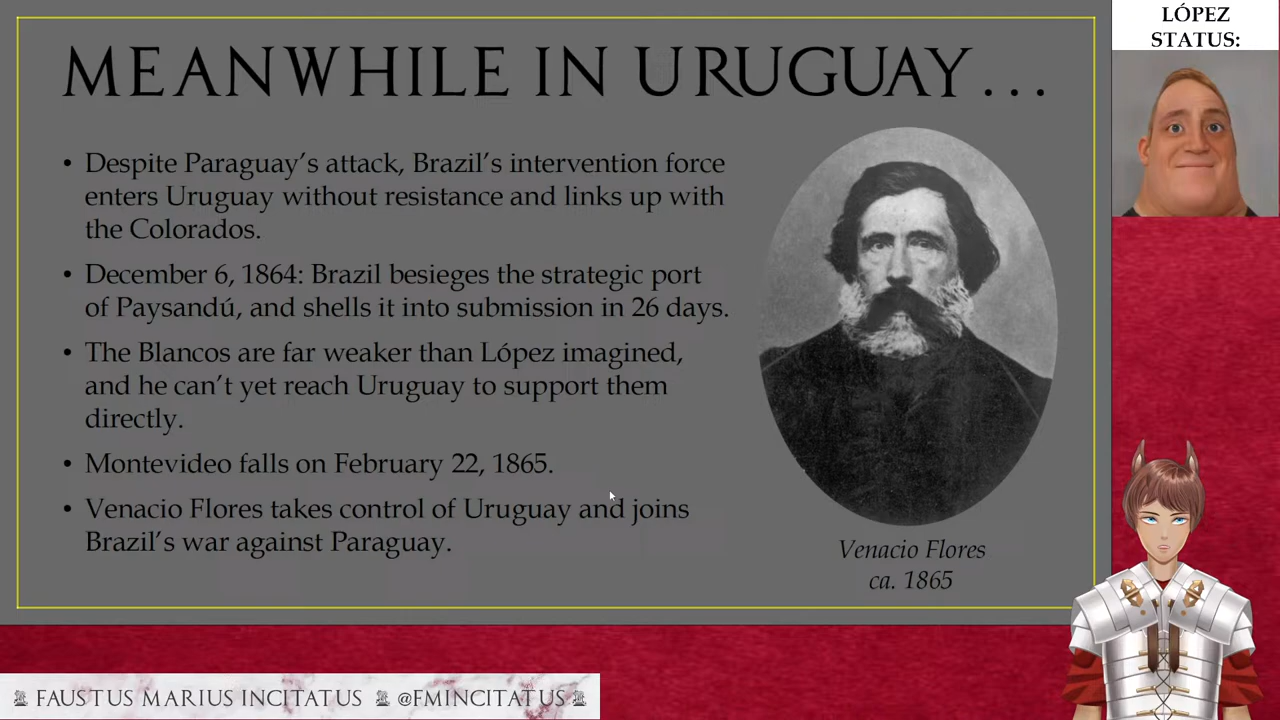 MEANWHILE IN URUGUAY...
LÓPEZ
STATUS:
• Despite Paraguay's attack, Brazil's intervention force
enters Uruguay without resistance and links up with
the Colorados.
• December 6, 1864: Brazil besieges the strategic port
of Paysandú, and shells it into submission in 26 days.
• The Blancos are far weaker than López imagined,
and he can't yet reach Uruguay to support them
directly.
• Montevideo falls on February 22, 1865.
• Venacio Flores takes control of Uruguay and joins
Brazil's war against Paraguay.
Venacio Flores
ca. 1865
FAUSTUS MARIUS INCITATUS @FMINCITATUS